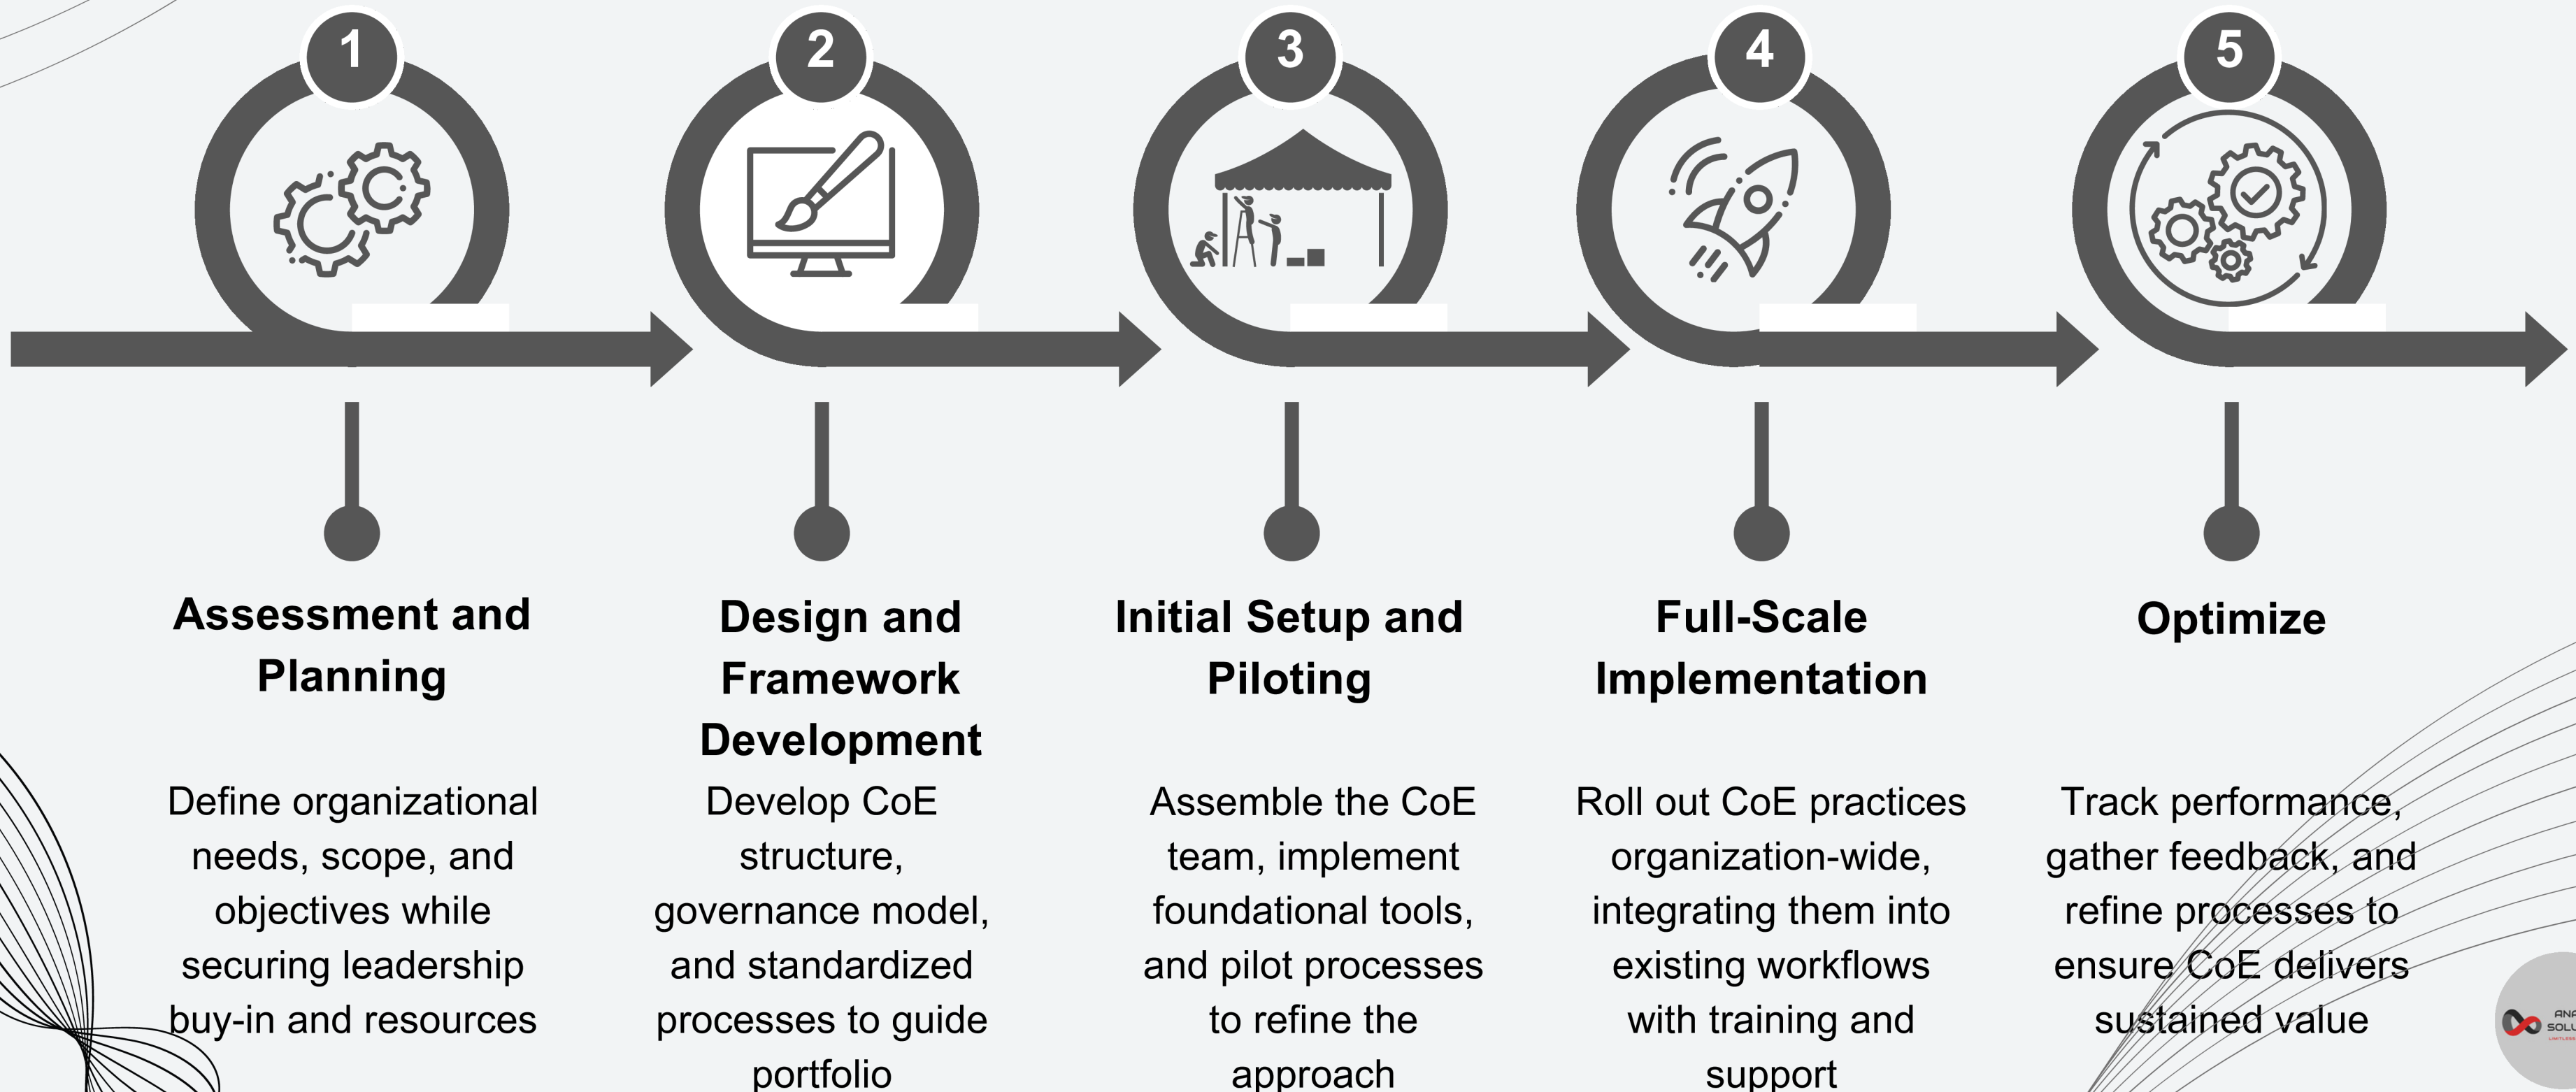 1
2
3
4
5
Assessment and
Planning
Define organizational
needs, scope, and
objectives while
securing leadership
buy-in and resources
Design and
Framework
Development
Develop CoE
structure,
governance model,
and standardized
processes to guide
portfolio
Initial Setup and
Piloting
Assemble the CoE
team, implement
foundational tools,
and pilot processes
to refine the
approach
Full-Scale
Implementation
Roll out CoE practices
organization-wide,
integrating them into
existing workflows
with training and
support
Optimize
Track performance,
gather feedback, and
refine processes to
ensure CoE delivers
sustained value
ANA
SOLU
LIMITLESS